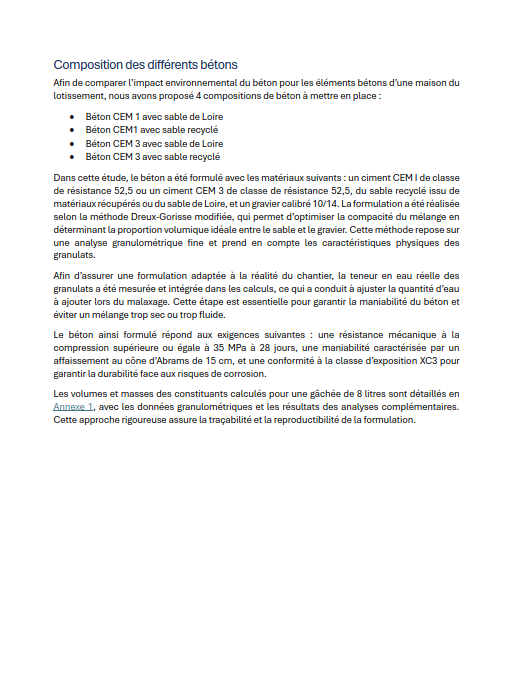 Composition des différents bétons
Afin de comparer l'impact environnemental du béton pour les éléments bétons d'une maison du
lotissement, nous avons proposé 4 compositions de béton à mettre en place :
• Béton CEM 1 avec sable de Loire
• Béton CEM1 avec sable recyclé
• Béton CEM 3 avec sable de Loire
• Béton CEM 3 avec sable recyclé
Dans cette étude, le béton a été formulé avec les matériaux suivants : un ciment CEM I de classe
de résistance 52,5 ou un ciment CEM 3 de classe de résistance 52,5, du sable recyclé issu de
matériaux récupérés ou du sable de Loire, et un gravier calibré 10/14. La formulation a été réalisée
selon la méthode Dreux-Gorisse modifiée, qui permet d'optimiser la compacité du mélange en
déterminant la proportion volumique idéale entre le sable et le gravier. Cette méthode repose sur
une analyse granulométrique fine et prend en compte les caractéristiques physiques des
granulats.
Afin d'assurer une formulation adaptée à la réalité du chantier, la teneur en eau réelle des
granulats a été mesurée et intégrée dans les calculs, ce qui a conduit à ajuster la quantité d'eau
à ajouter lors du malaxage. Cette étape est essentielle pour garantir la maniabilité du béton et
éviter un mélange trop sec ou trop fluide.
Le béton ainsi formulé répond aux exigences suivantes : une résistance mécanique à la
compression supérieure ou égale à 35 MPa à 28 jours, une maniabilité caractérisée par un
affaissement au cône d'Abrams de 15 cm, et une conformité à la classe d'exposition XC3 pour
garantir la durabilité face aux risques de corrosion.
Les volumes et masses des constituants calculés pour une gâchée de 8 litres sont détaillés en
Annexe 1, avec les données granulométriques et les résultats des analyses complémentaires.
Cette approche rigoureuse assure la traçabilité et la reproductibilité de la formulation.